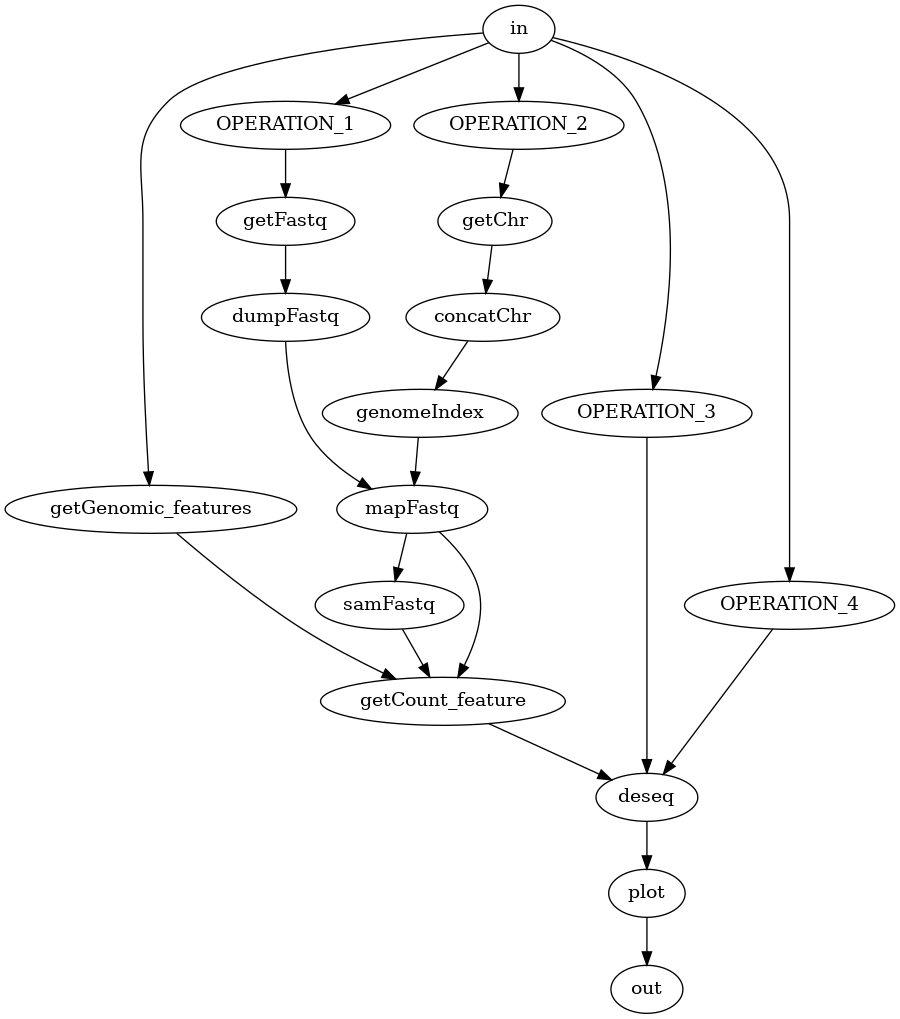 in
OPERATION_1
OPERATION_2
getFastq
getChr
dumpFastq
concatChr
genomeIndex
OPERATION_3
getGenomic_features
mapFastq
samFastq
OPERATION_4
getCount_feature
deseq
plot
out